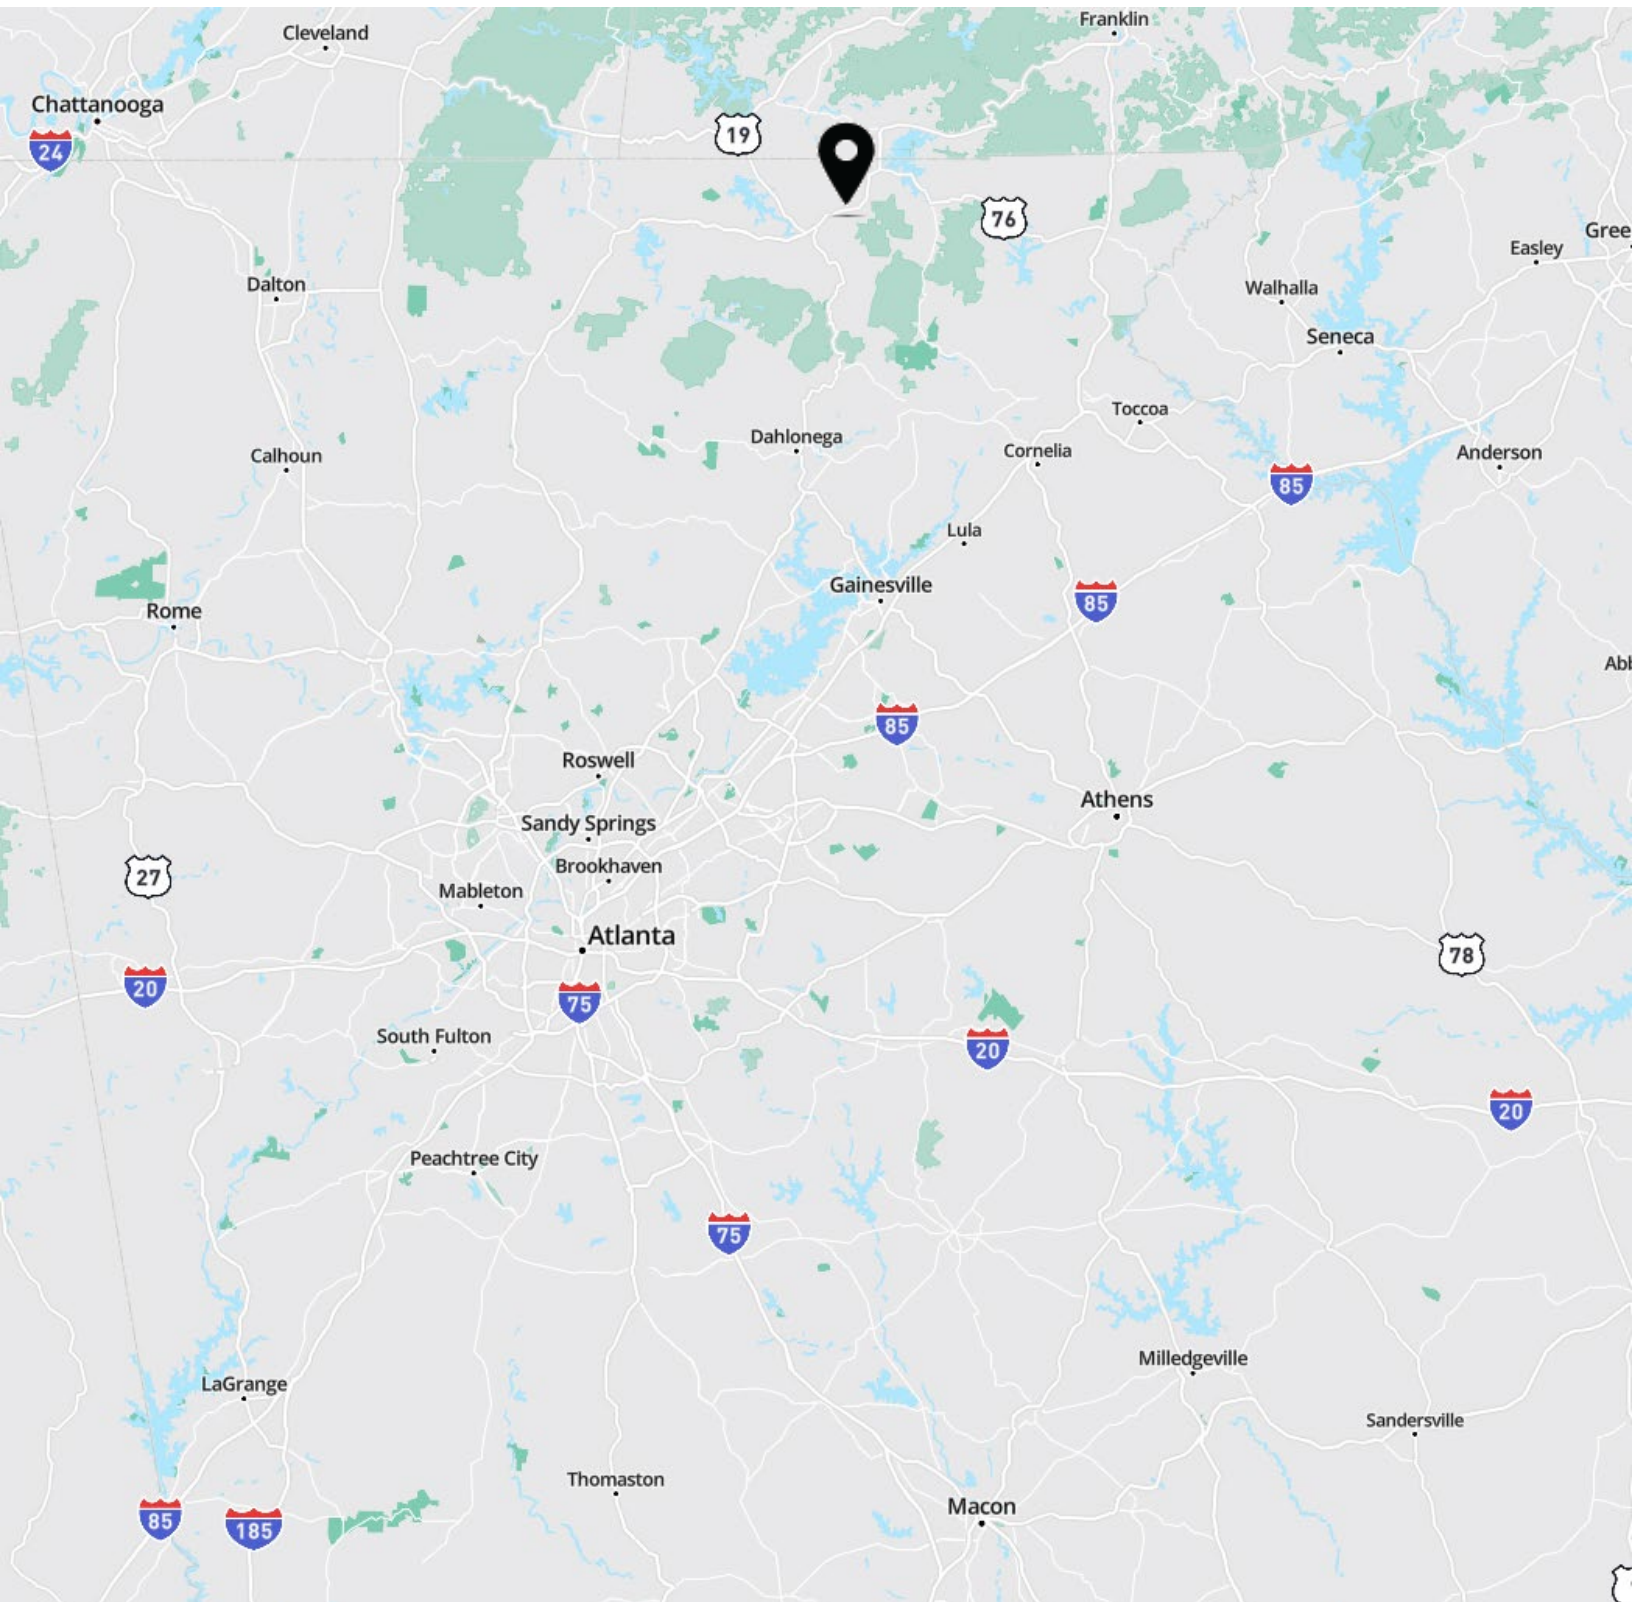 Cleveland
Franklin
Chattanooga
24
19
76
Gree
Easley
Dalton
Walhalla
Seneca
Toccoa
Dahlonega
Cornelia
Calhoun
Anderson
85
Lula
Gainesville
85
Rome
Abb
85
Roswell
Athens
Sandy Springs
Brookhaven
27
Mableton
Atlanta
78
20
75
South Fulton
20
20
Peachtree City
75
Milledgeville
LaGrange
Sandersville
Thomaston
Macon
85
185